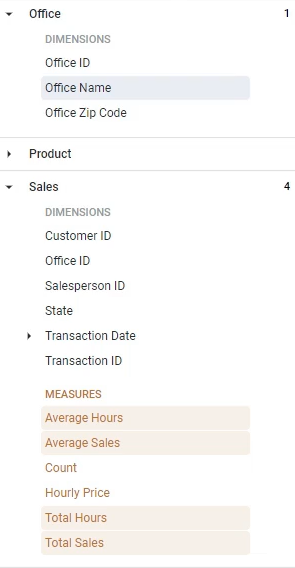 Office 1
DIMENSIONS
Office ID
Office Name
Office Zip Code
Product
Sales 4
DIMENSIONS
Customer ID
Office ID
Salesperson ID
State
Transaction Date
Transaction ID
MEASURES
Average Hours
Average Sales
Count
Hourly Price
Total Hours
Total Sales